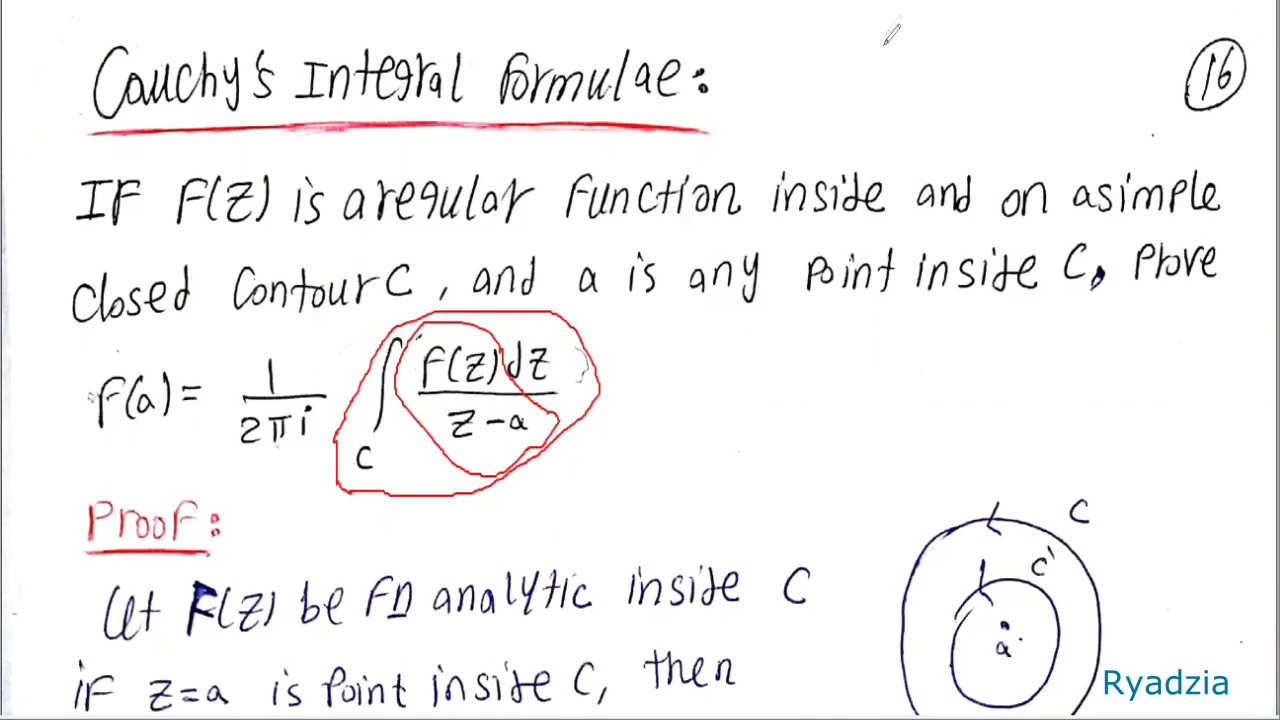 Cauchy's Integral Formulae:
16
IF F(Z) is a regular Function inside and on a simple
closed Contour C, and a is any Point inside C, Prove
F(a) = 1/2πi ∫C F(Z)dZ/Z-a
Proof:
Let F(Z) be Fn analytic inside C
if Z=a is Point inside C, then
C
C'
a
Ryadzia